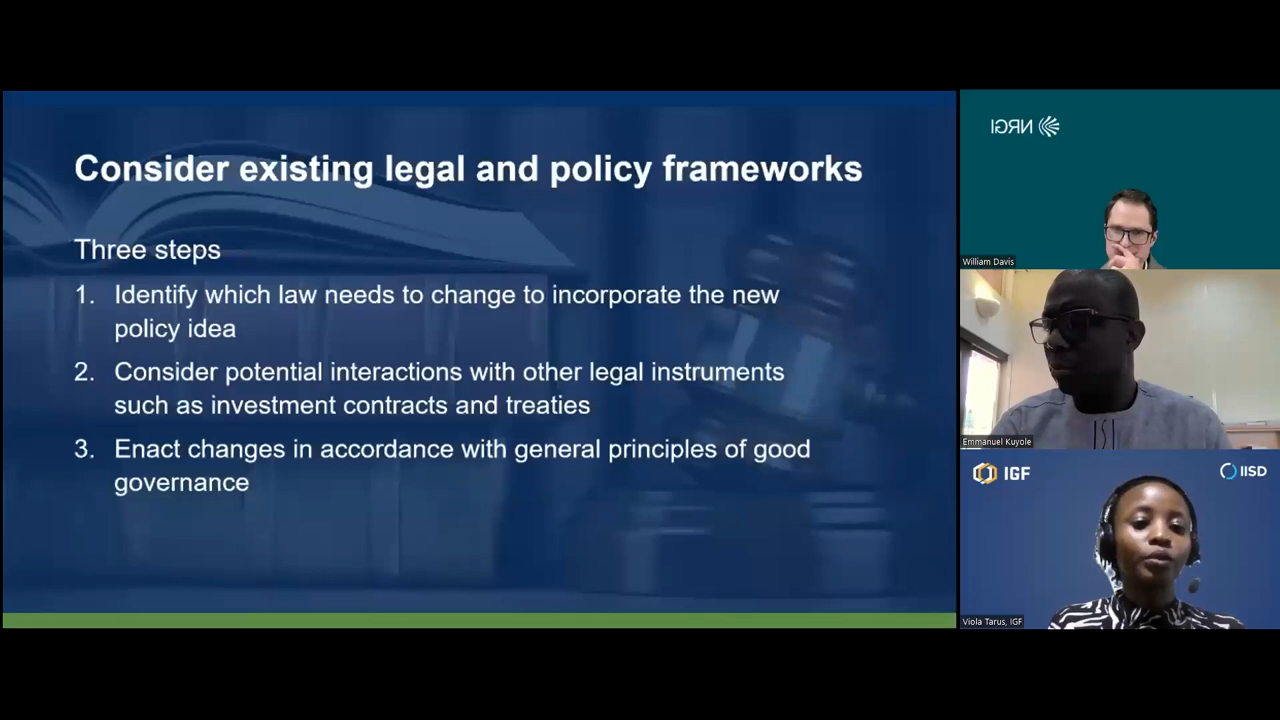 Consider existing legal and policy frameworks
Three steps
1. Identify which law needs to change to incorporate the new
policy idea
2. Consider potential interactions with other legal instruments
such as investment contracts and treaties
3. Enact changes in accordance with general principles of good
governance
NRGI
William Davis
Emmanuel Kuyole
IGF
IISD
Viola Tarus, IGF